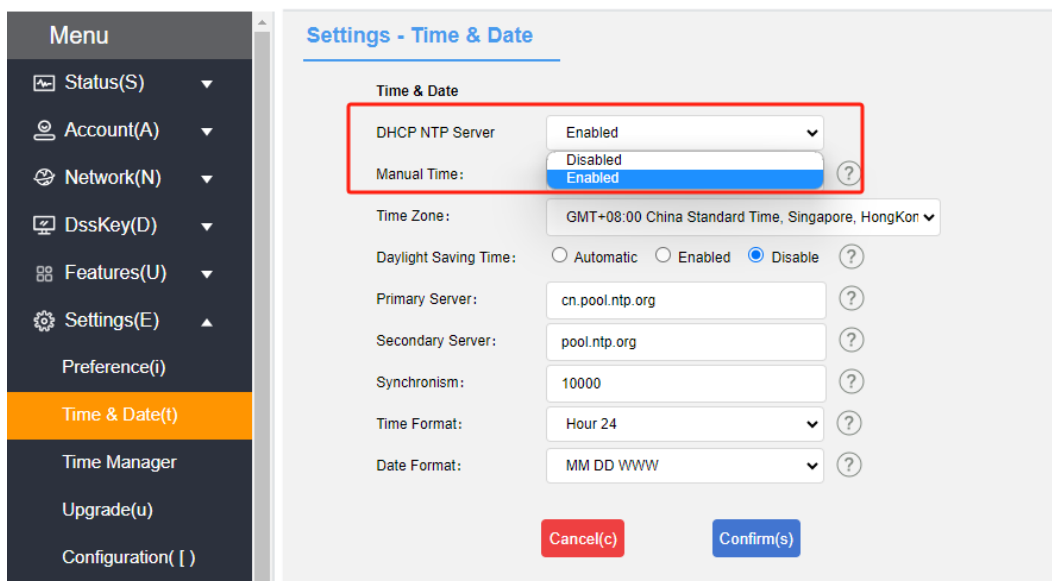 Menu
Status(S)
Account(A)
Network(N)
DssKey(D)
Features(U)
Settings(E)
Preference(i)
Time & Date(t)
Time Manager
Upgrade(u)
Configuration( [ )
Settings - Time & Date
Time & Date
DHCP NTP Server Enabled
Disabled
Manual Time: Enabled ?
Time Zone: GMT+08:00 China Standard Time, Singapore, HongKon
Daylight Saving Time: Automatic Enabled Disable ?
Primary Server: cn.pool.ntp.org ?
Secondary Server: pool.ntp.org ?
Synchronism: 10000 ?
Time Format: Hour 24 ?
Date Format: MM DD WWW ?
Cancel(c) Confirm(s)